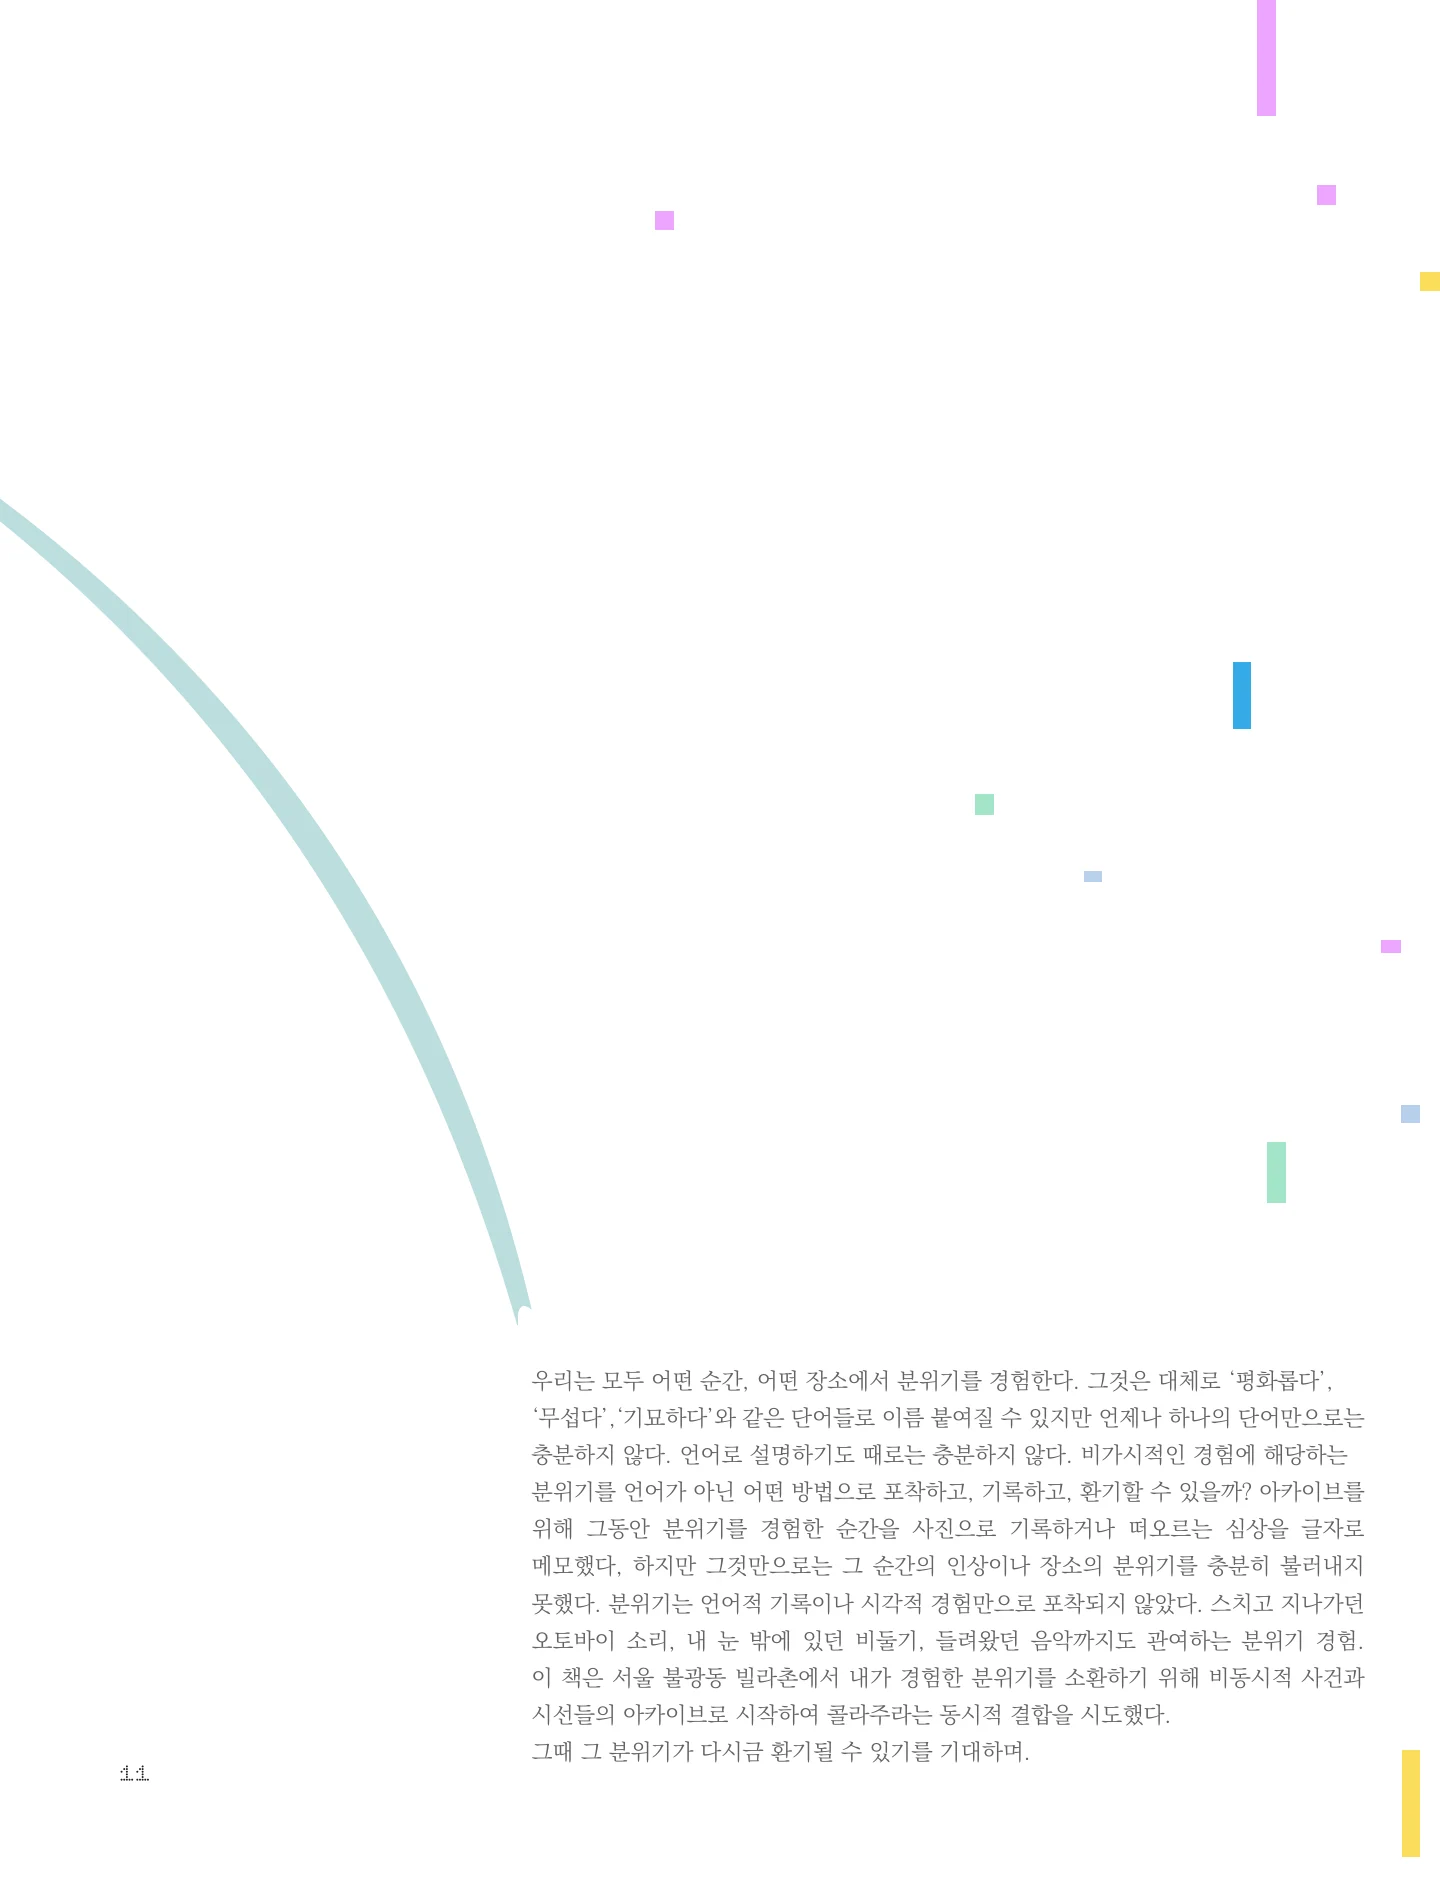 우리는 모두 어떤 순간, 어떤 장소에서 분위기를 경험한다. 그것은 대체로 ‘평화롭다’,
‘무섭다’, ‘기묘하다’와 같은 단어들로 이름 붙여질 수 있지만 언제나 하나의 단어만으로는
충분하지 않다. 언어로 설명하기도 때로는 충분하지 않다. 비가시적인 경험에 해당하는
분위기를 언어가 아닌 어떤 방법으로 포착하고, 기록하고, 환기할 수 있을까? 아카이브를
위해 그동안 분위기를 경험한 순간을 사진으로 기록하거나 떠오르는 심상을 글자로
메모했다, 하지만 그것만으로는 그 순간의 인상이나 장소의 분위기를 충분히 불러내지
못했다. 분위기는 언어적 기록이나 시각적 경험만으로 포착되지 않았다. 스치고 지나가던
오토바이 소리, 내 눈 밖에 있던 비둘기, 들려왔던 음악까지도 관여하는 분위기 경험.
이 책은 서울 불광동 빌라촌에서 내가 경험한 분위기를 소환하기 위해 비동시적 사건과
시선들의 아카이브로 시작하여 콜라주라는 동시적 결합을 시도했다.
그때 그 분위기가 다시금 환기될 수 있기를 기대하며.
11